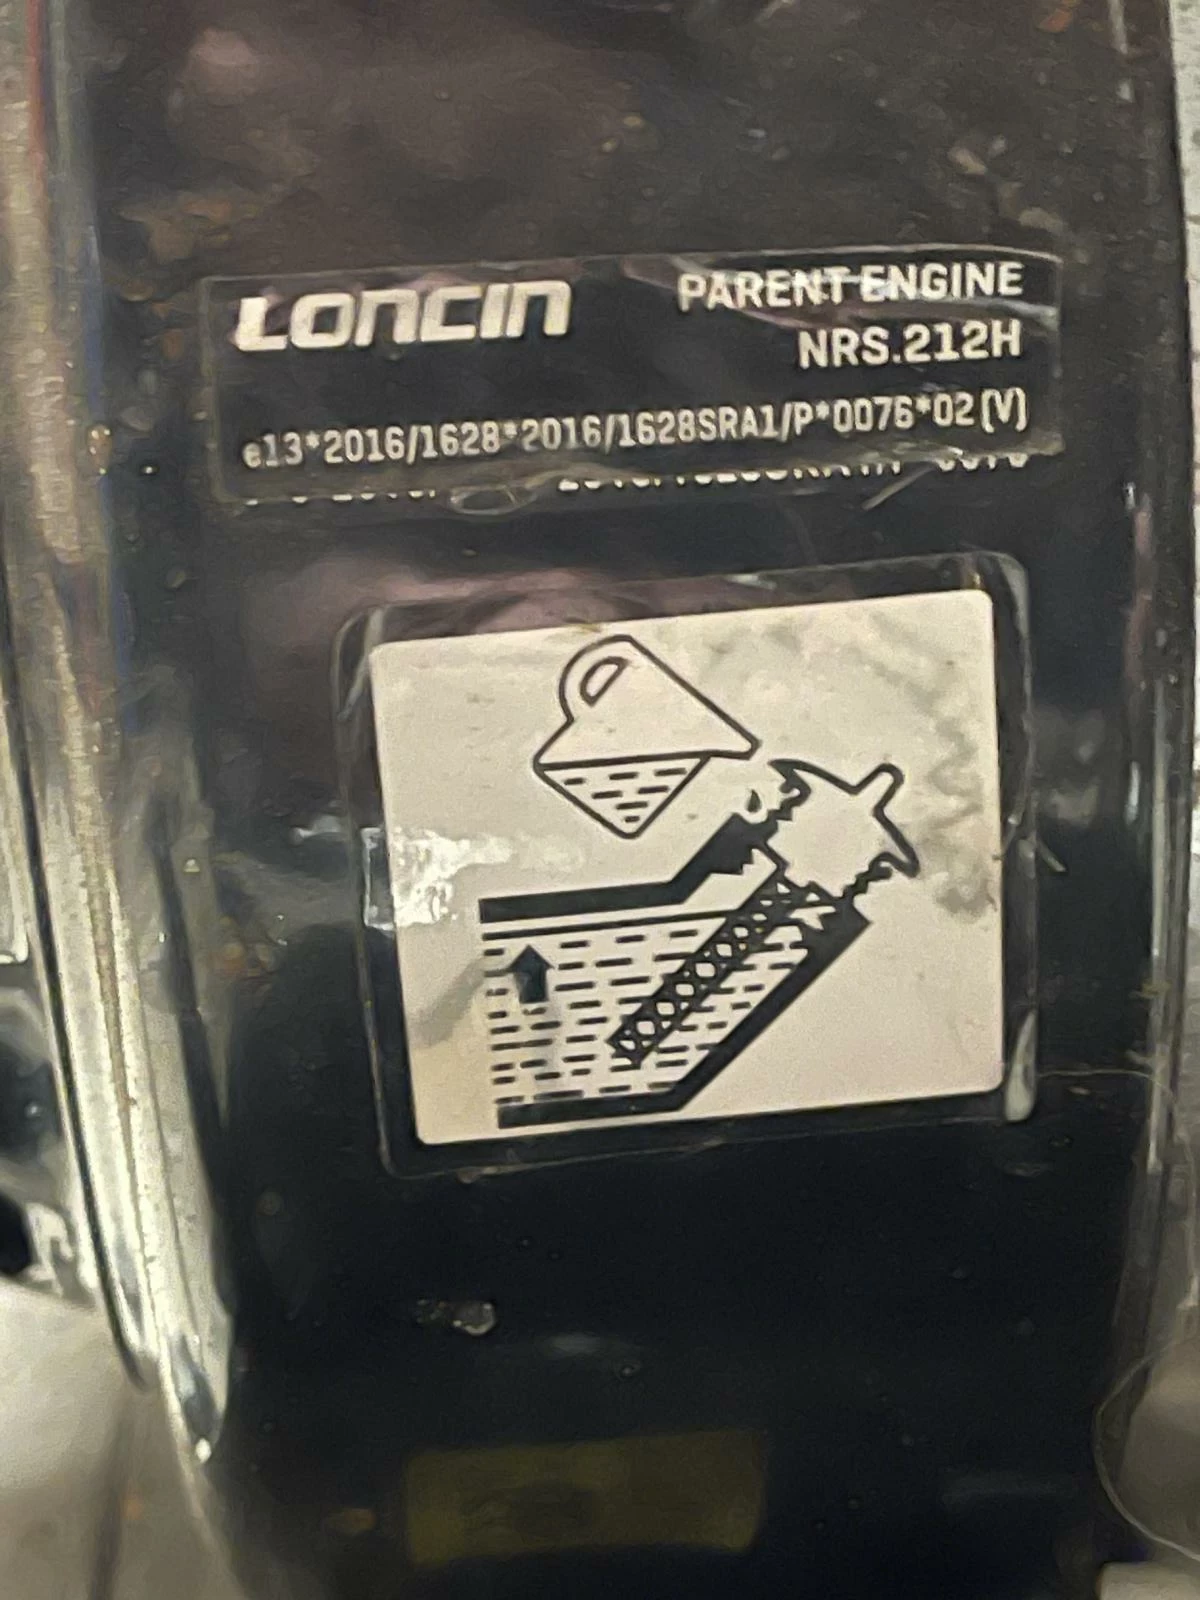 LONCIN
PARENT ENGINE
NRS.212H
e13*2016/1628*2016/1628SRA1/P*0076*02(V)